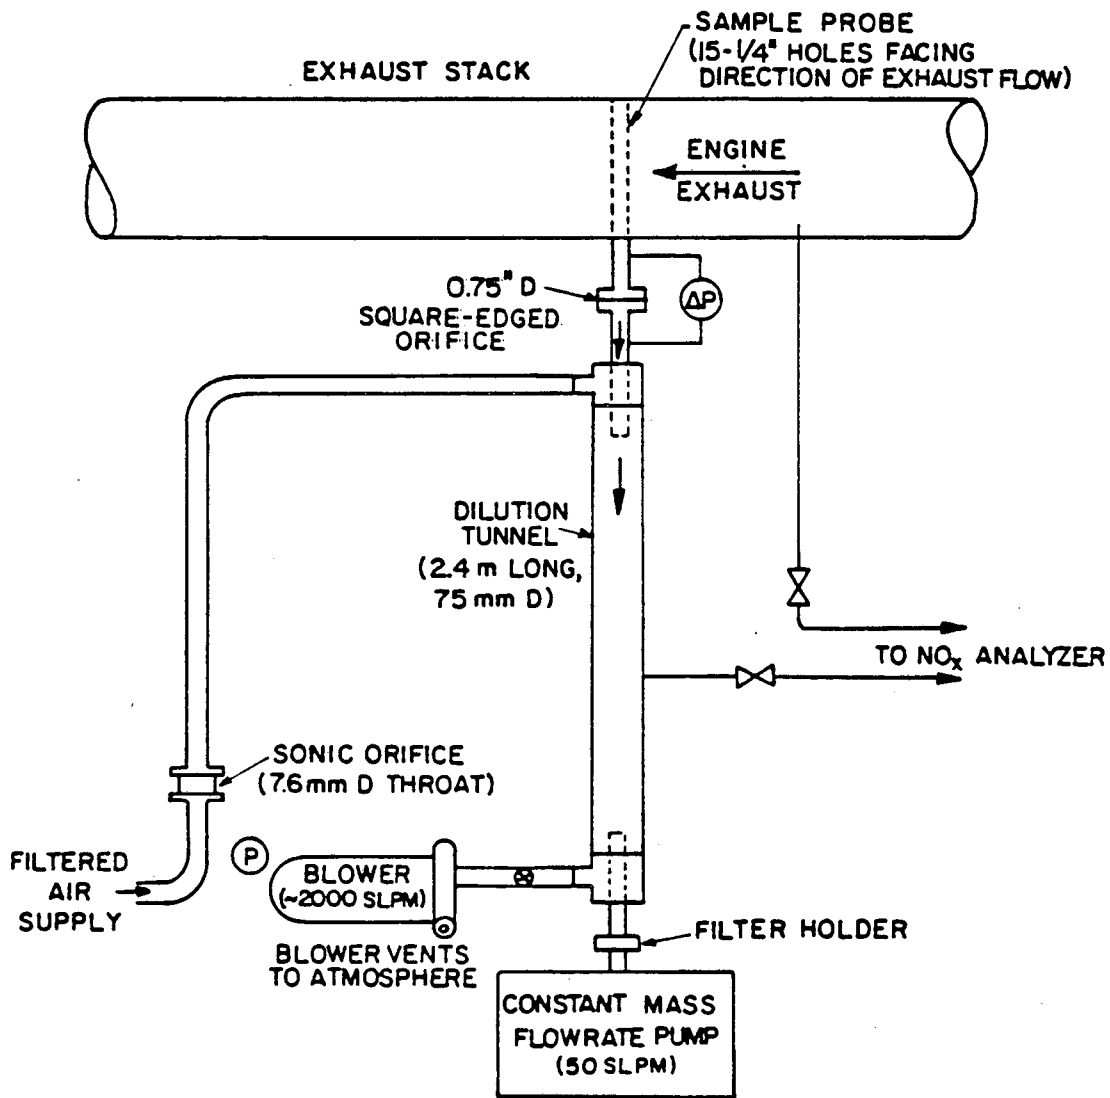 SAMPLE PROBE
(15-1/4" HOLES FACING
DIRECTION OF EXHAUST FLOW)
EXHAUST STACK
ENGINE
EXHAUST
0.75" D
SQUARE-EDGED
ORIFICE
ΔP
DILUTION
TUNNEL
(2.4 m LONG,
75 mm D)
TO NOx ANALYZER
SONIC ORIFICE
(7.6mm D THROAT)
FILTERED
AIR
SUPPLY
P
BLOWER
(~2000 SLPM)
BLOWER VENTS
TO ATMOSPHERE
FILTER HOLDER
CONSTANT MASS
FLOWRATE PUMP
(50 SLPM)